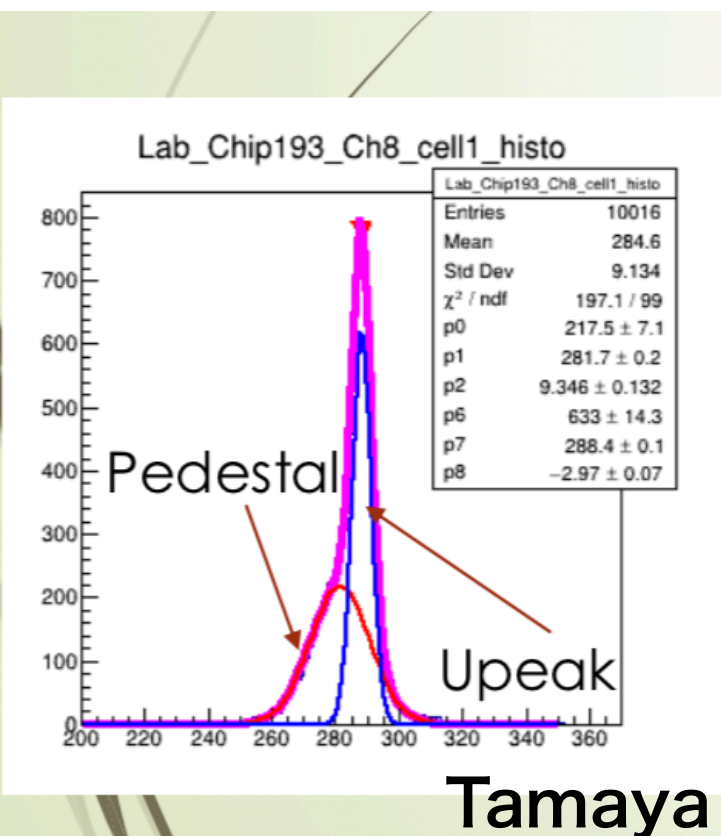 Lab_Chip193_Ch8_cell1_histo
Lab_Chip193_Ch8_cell1_histo
Entries 10016
Mean 284.6
Std Dev 9.134
χ² / ndf 197.1 / 99
p0 217.5 ± 7.1
p1 281.7 ± 0.2
p2 9.346 ± 0.132
p6 633 ± 14.3
p7 288.4 ± 0.1
p8 −2.97 ± 0.07
800
700
600
500
400
300
200
100
0
Pedestal
Upeak
200 220 240 260 280 300 320 340 360
Tamaya